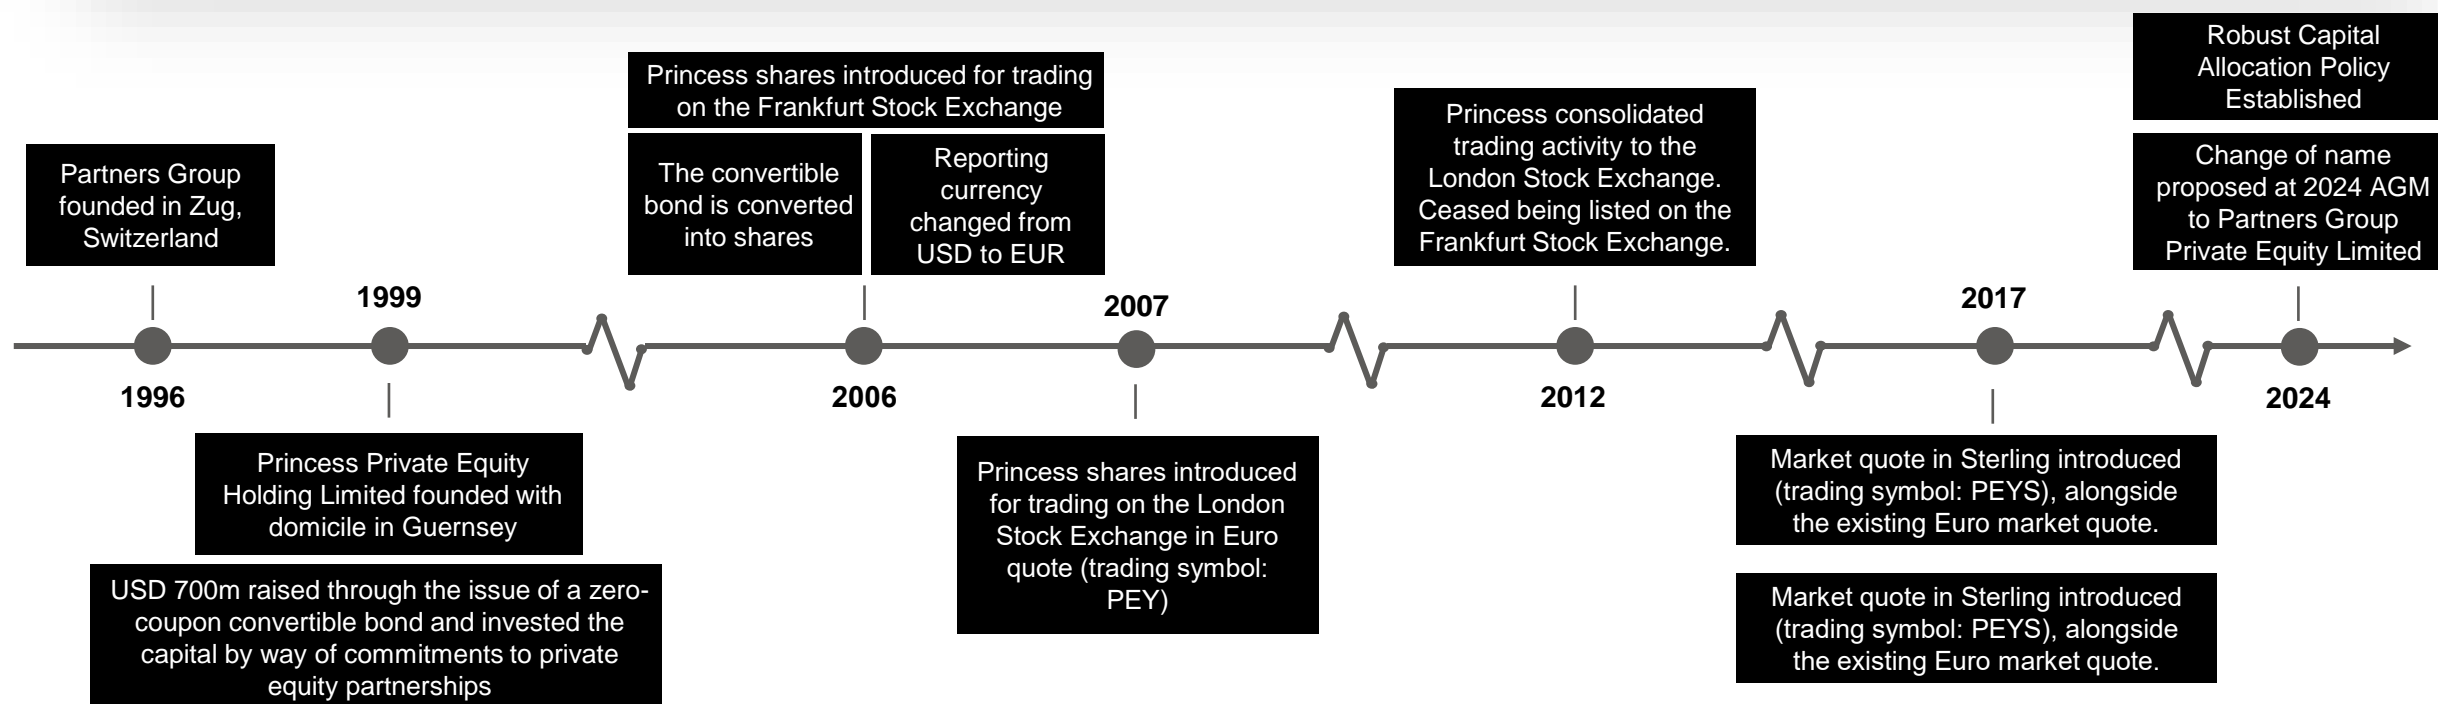 Partners Group
founded in Zug,
Switzerland
1996
1999
Princess Private Equity
Holding Limited founded with
domicile in Guernsey
USD 700m raised through the issue of a zero-
coupon convertible bond and invested the
capital by way of commitments to private
equity partnerships
Princess shares introduced for trading
on the Frankfurt Stock Exchange
The convertible
bond is converted
into shares
Reporting
currency
changed from
USD to EUR
2006
2007
Princess shares introduced
for trading on the London
Stock Exchange in Euro
quote (trading symbol:
PEY)
Princess consolidated
trading activity to the
London Stock Exchange.
Ceased being listed on the
Frankfurt Stock Exchange.
2012
2017
Market quote in Sterling introduced
(trading symbol: PEYS), alongside
the existing Euro market quote.
Market quote in Sterling introduced
(trading symbol: PEYS), alongside
the existing Euro market quote.
Robust Capital
Allocation Policy
Established
Change of name
proposed at 2024 AGM
to Partners Group
Private Equity Limited
2024